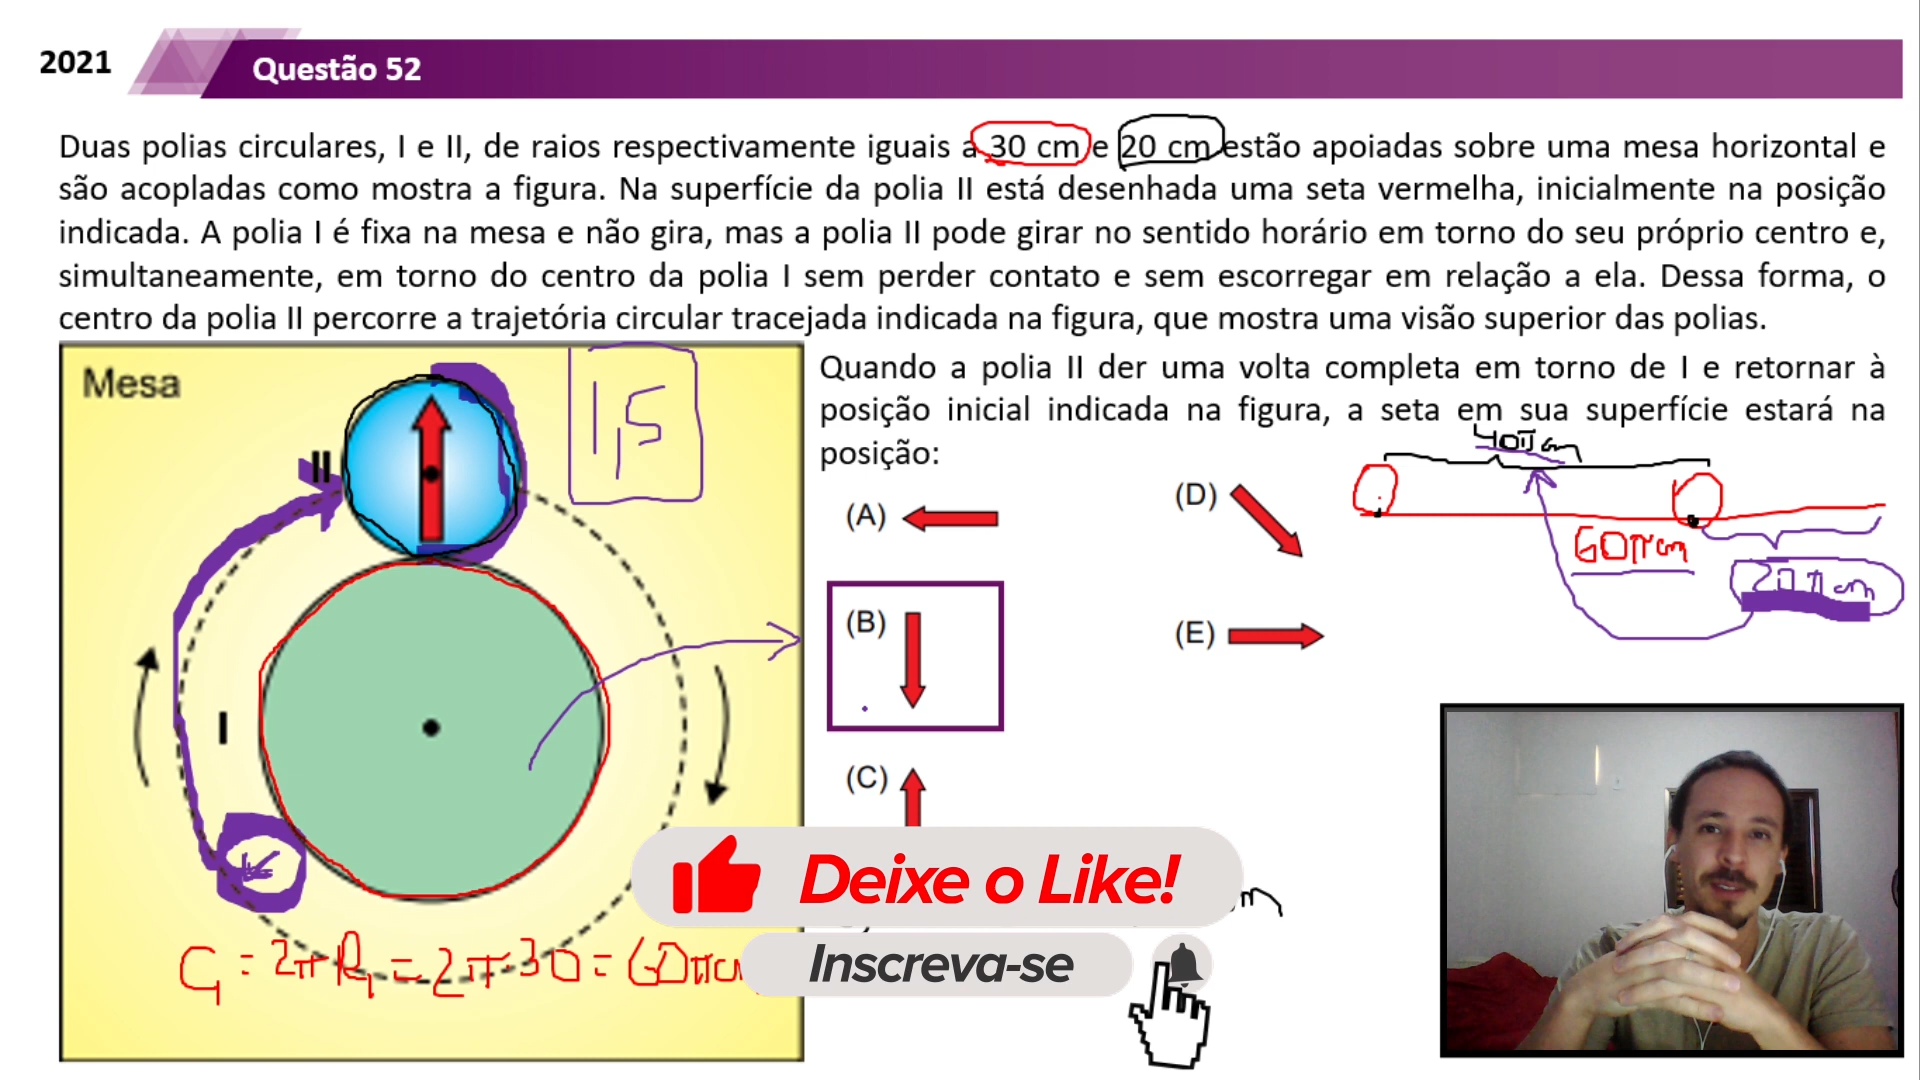 2021
Questão 52
Duas polias circulares, I e II, de raios respectivamente iguais a 30 cm e 20 cm estão apoiadas sobre uma mesa horizontal e
são acopladas como mostra a figura. Na superfície da polia II está desenhada uma seta vermelha, inicialmente na posição
indicada. A polia I é fixa na mesa e não gira, mas a polia II pode girar no sentido horário em torno do seu próprio centro e,
simultaneamente, em torno do centro da polia I sem perder contato e sem escorregar em relação a ela. Dessa forma, o
centro da polia II percorre a trajetória circular tracejada indicada na figura, que mostra uma visão superior das polias.
Mesa
II
1,5
I
Quando a polia II der uma volta completa em torno de I e retornar à
posição inicial indicada na figura, a seta em sua superfície estará na
posição:
40π cm
(A)
(D)
60π cm
20π cm
(B)
(E)
(C)
Deixe o Like!
Inscreva-se
C₁ = 2π R₁ = 2π 30 = 60π cm